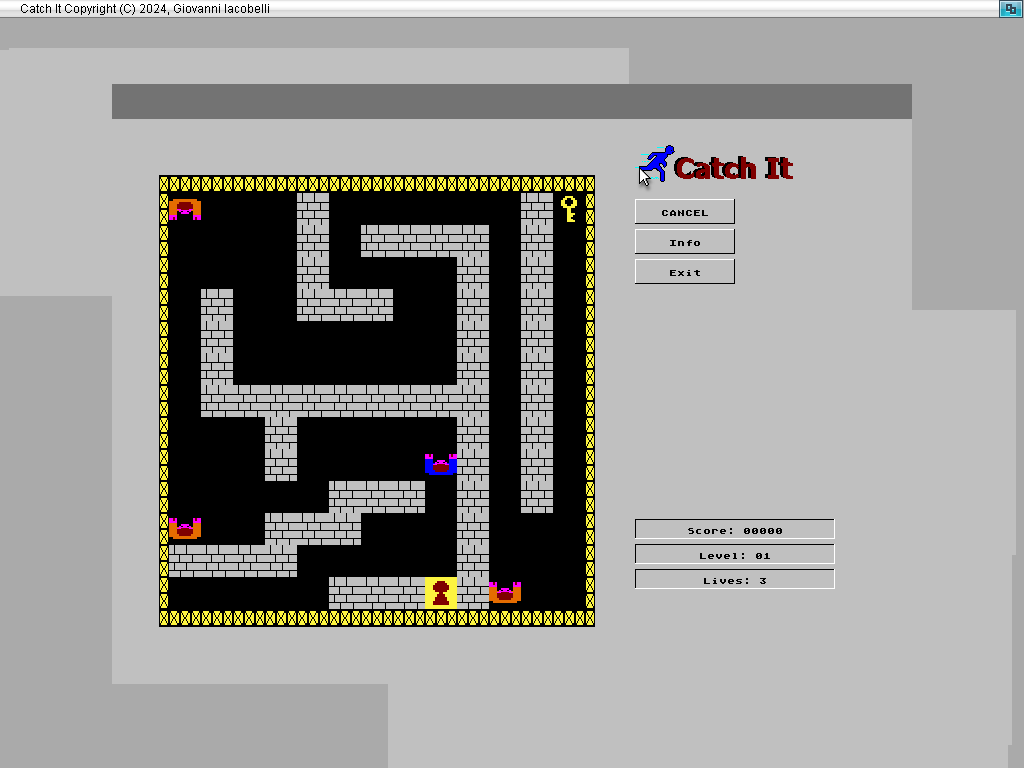 Catch It Copyright (C) 2024, Giovanni Iacobelli
Catch It
CANCEL
Info
Exit
Score: 00000
Level: 01
Lives: 3